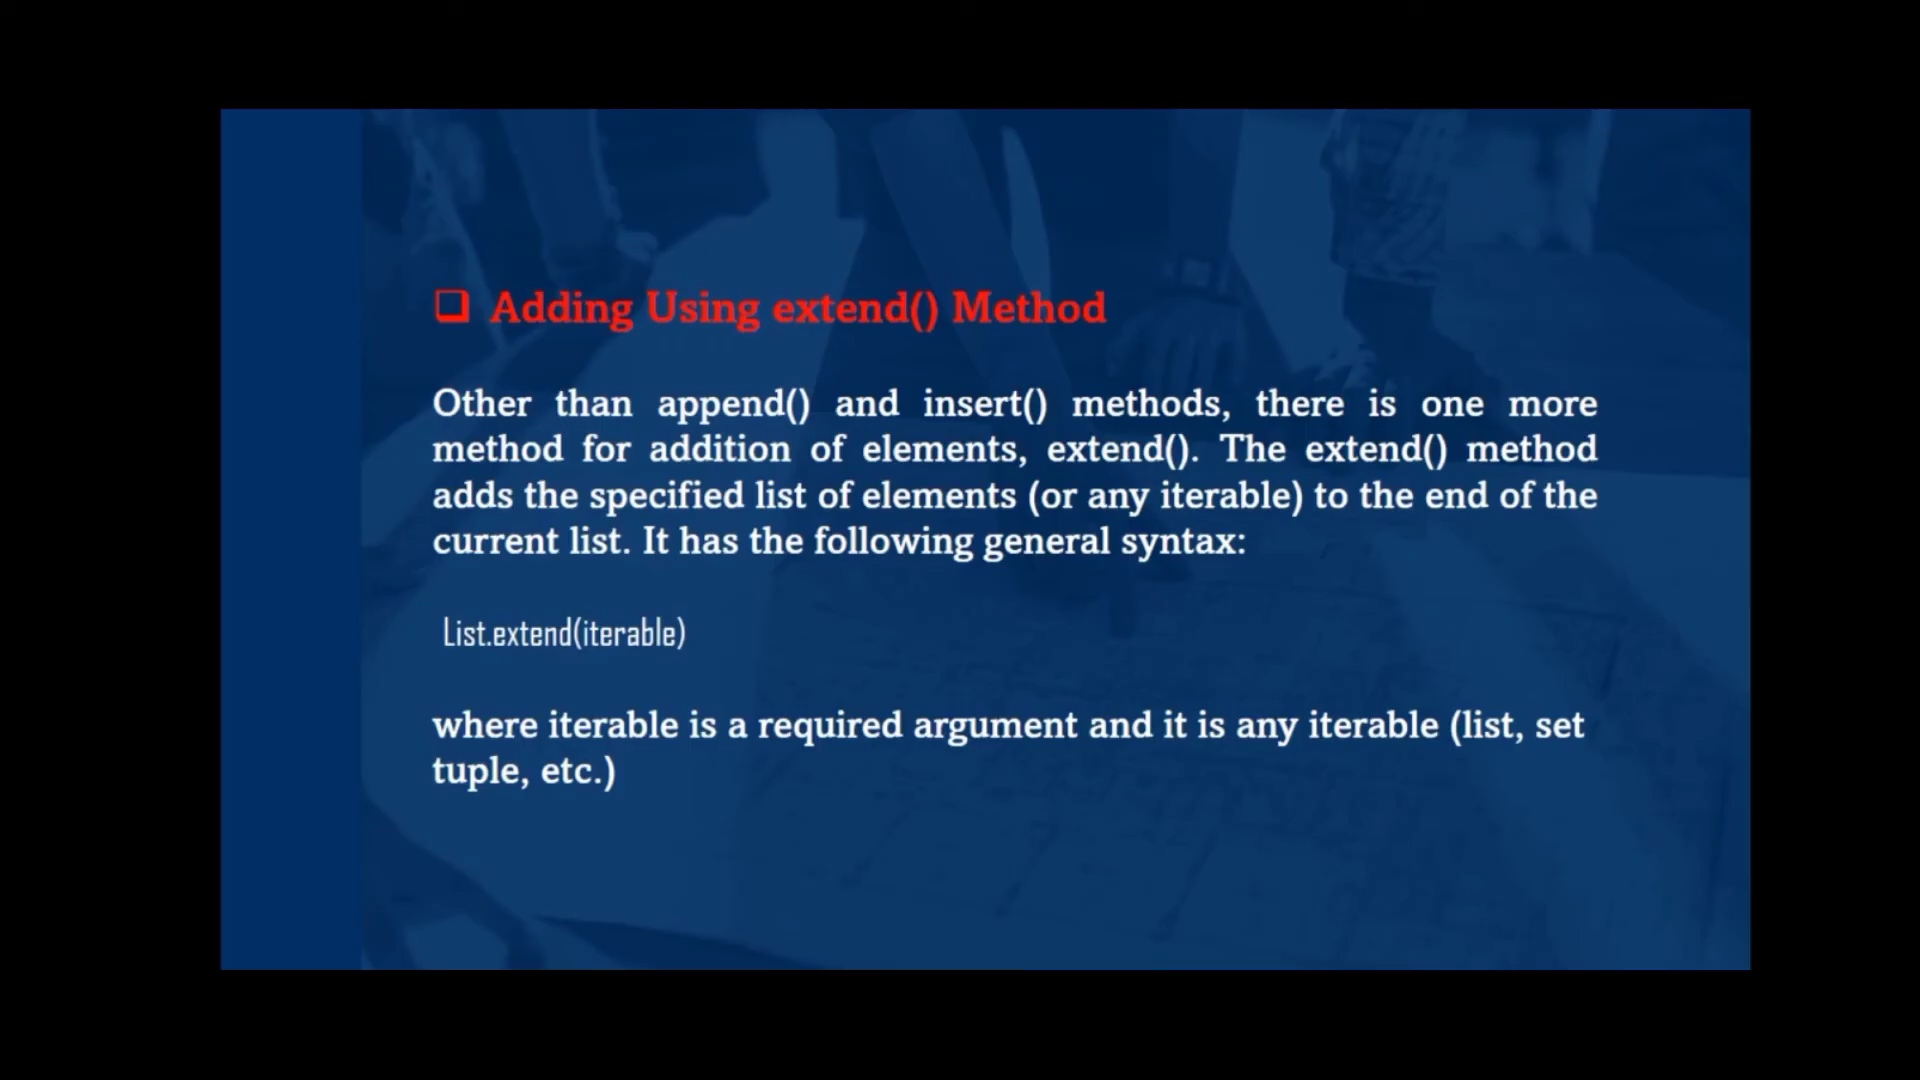 ❑ Adding Using extend() Method
Other than append() and insert() methods, there is one more
method for addition of elements, extend(). The extend() method
adds the specified list of elements (or any iterable) to the end of the
current list. It has the following general syntax:
List.extend(iterable)
where iterable is a required argument and it is any iterable (list, set
tuple, etc.)